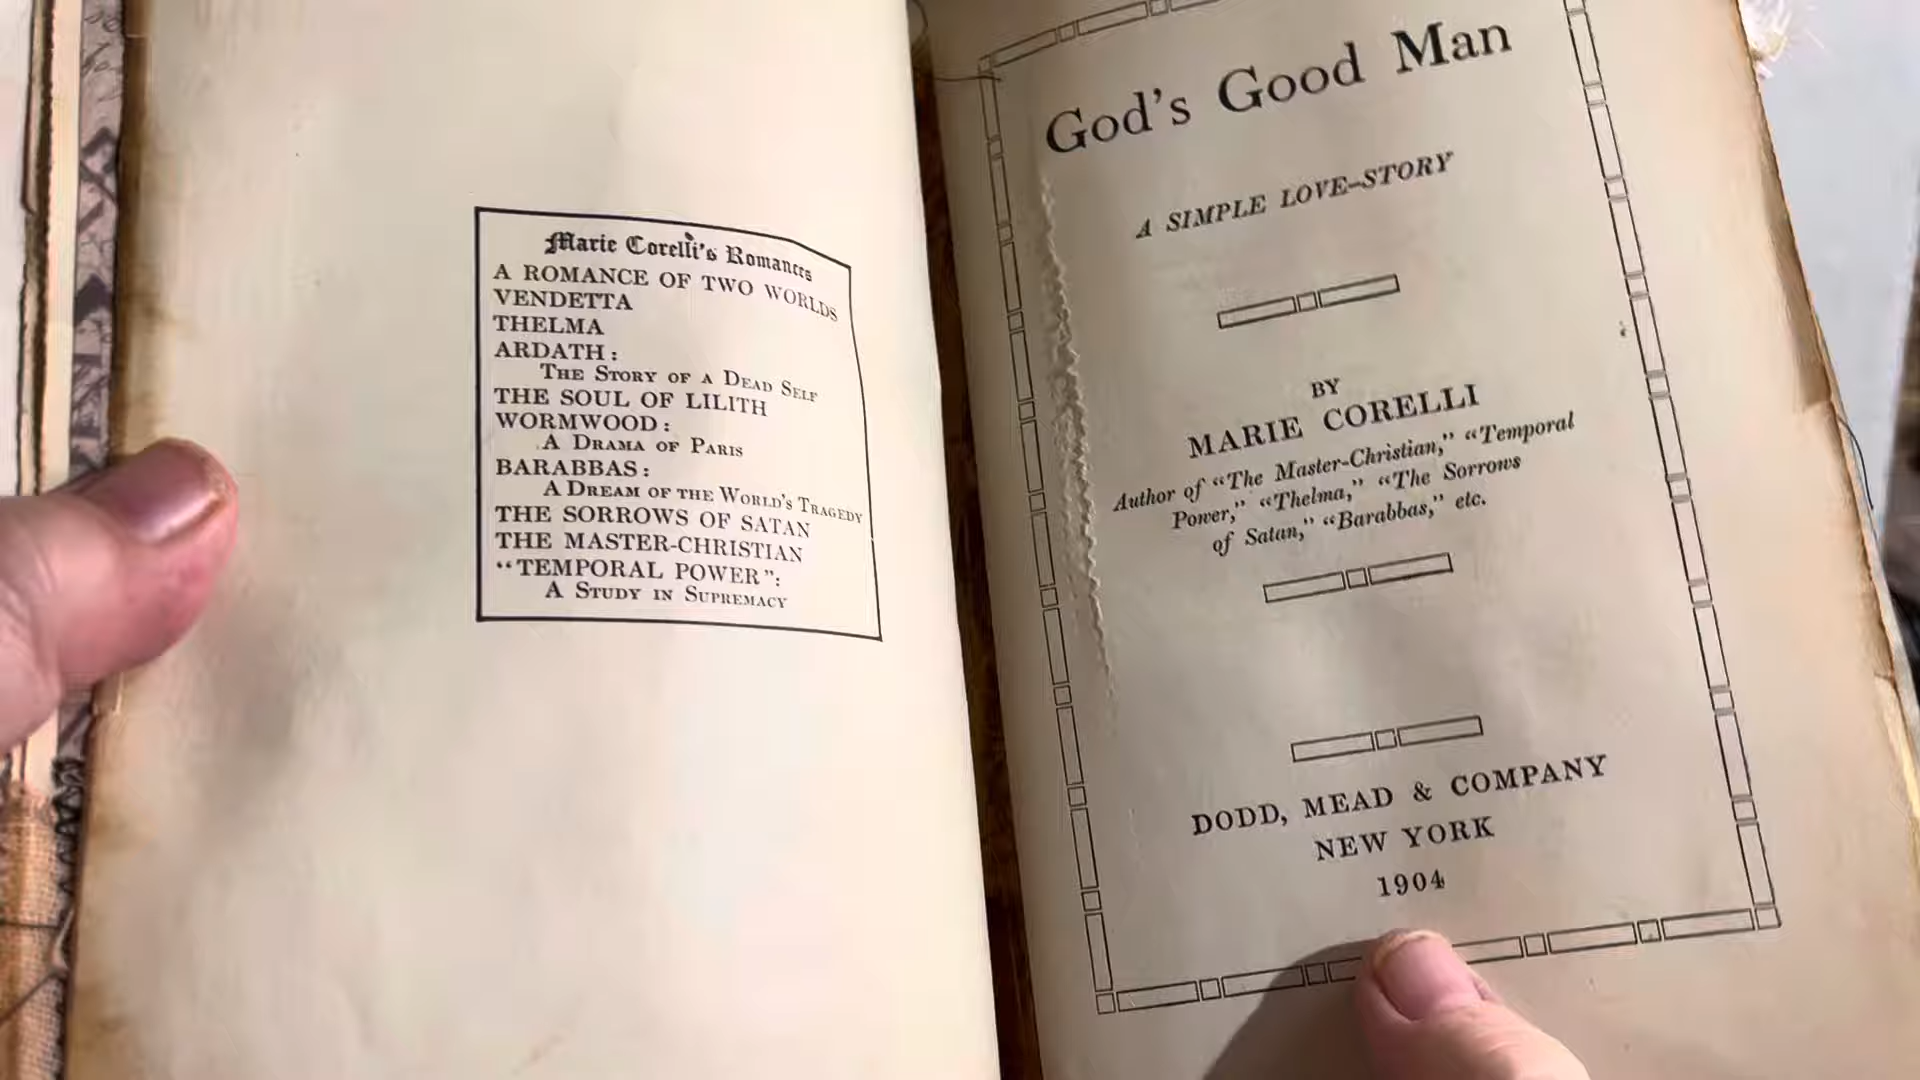 Marie Corelli's Romances
A ROMANCE OF TWO WORLDS
VENDETTA
THELMA
ARDATH:
The Story of a Dead Self
THE SOUL OF LILITH
WORMWOOD:
A Drama of Paris
BARABBAS:
A Dream of the World's Tragedy
THE SORROWS OF SATAN
THE MASTER-CHRISTIAN
"TEMPORAL POWER":
A Study in Supremacy
God's Good Man
A SIMPLE LOVE-STORY
BY
MARIE CORELLI
Author of "The Master-Christian," "Temporal
Power," "Thelma," "The Sorrows
of Satan," "Barabbas," etc.
DODD, MEAD & COMPANY
NEW YORK
1904